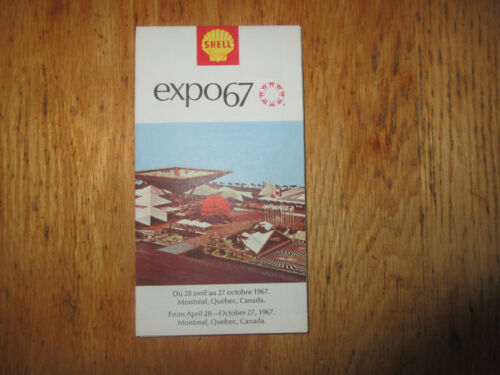 SHELL
expo67
Du 28 avril au 27 octobre 1967.
Montréal, Québec, Canada.
From April 28—October 27, 1967.
Montreal, Quebec, Canada.